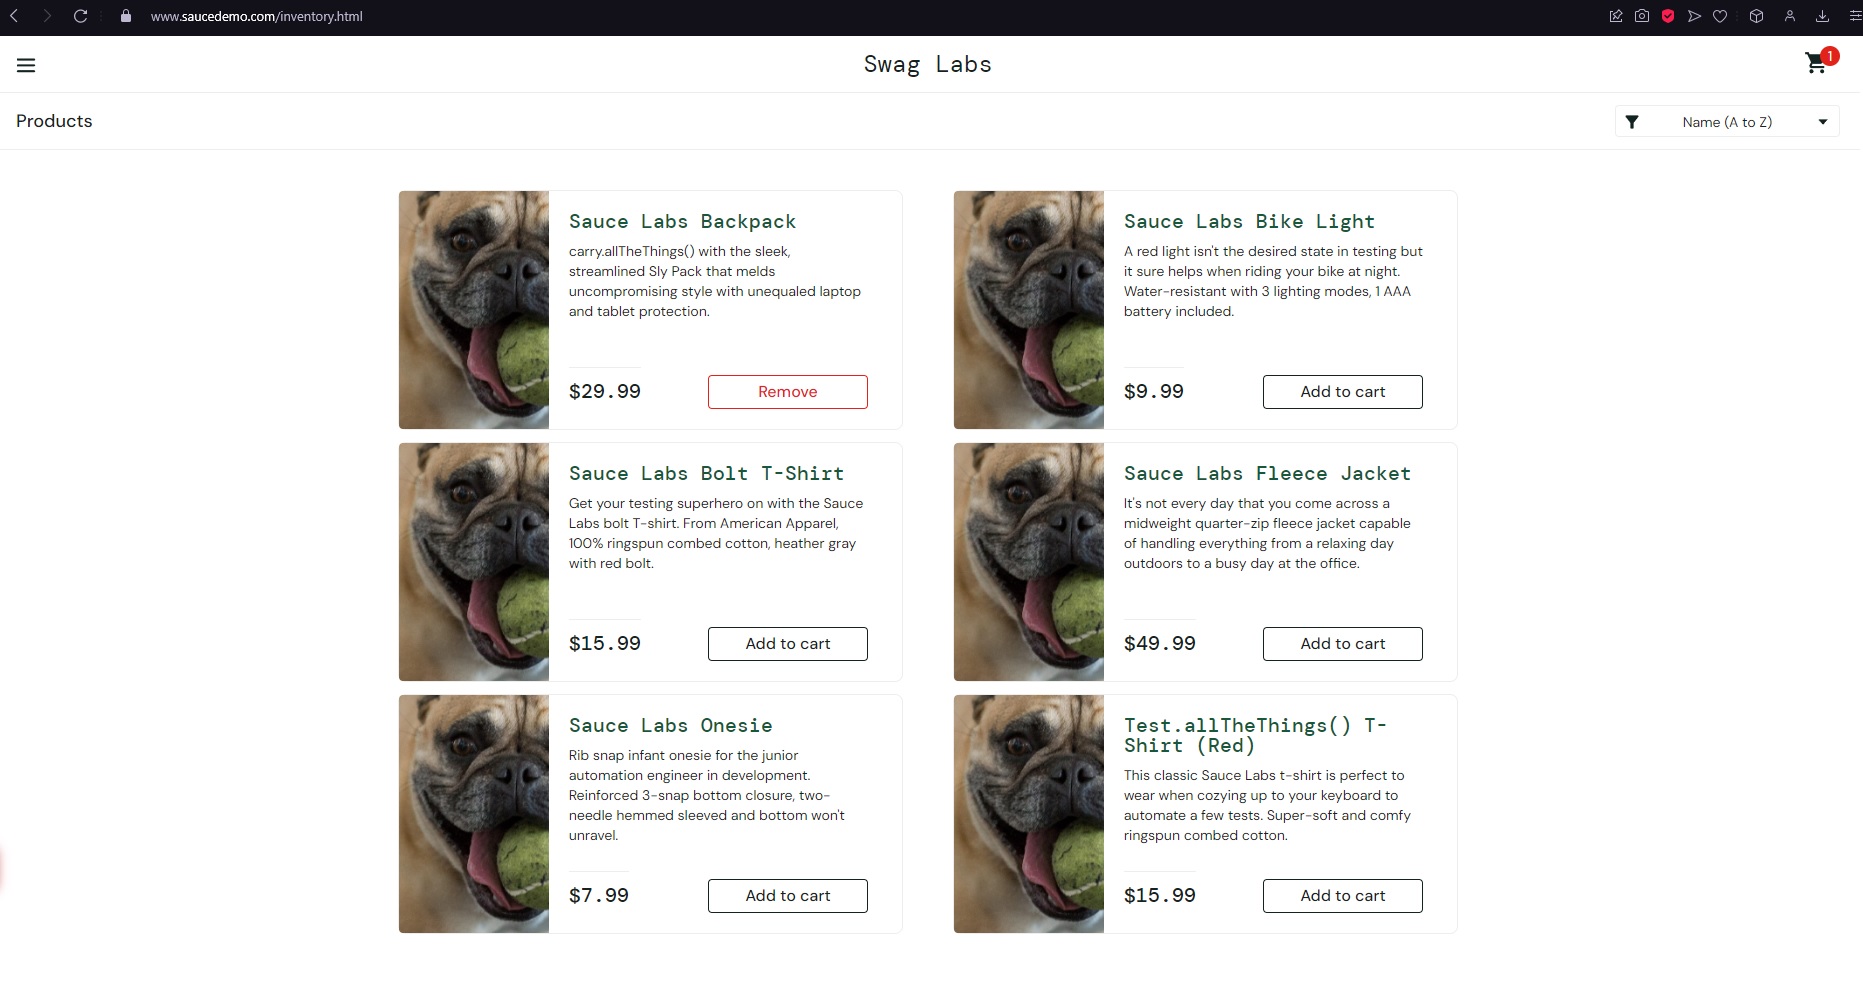 www.saucedemo.com/inventory.html
Swag Labs
1
Products
Name (A to Z)
Sauce Labs Backpack
carry.allTheThings() with the sleek,
streamlined Sly Pack that melds
uncompromising style with unequaled laptop
and tablet protection.
$29.99
Remove
Sauce Labs Bike Light
A red light isn't the desired state in testing but
it sure helps when riding your bike at night.
Water-resistant with 3 lighting modes, 1 AAA
battery included.
$9.99
Add to cart
Sauce Labs Bolt T-Shirt
Get your testing superhero on with the Sauce
Labs bolt T-shirt. From American Apparel,
100% ringspun combed cotton, heather gray
with red bolt.
$15.99
Add to cart
Sauce Labs Fleece Jacket
It's not every day that you come across a
midweight quarter-zip fleece jacket capable
of handling everything from a relaxing day
outdoors to a busy day at the office.
$49.99
Add to cart
Sauce Labs Onesie
Rib snap infant onesie for the junior
automation engineer in development.
Reinforced 3-snap bottom closure, two-
needle hemmed sleeved and bottom won't
unravel.
$7.99
Add to cart
Test.allTheThings() T-
Shirt (Red)
This classic Sauce Labs t-shirt is perfect to
wear when cozying up to your keyboard to
automate a few tests. Super-soft and comfy
ringspun combed cotton.
$15.99
Add to cart